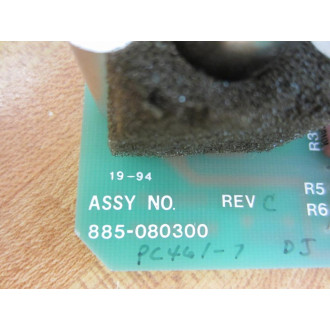 R3
19-94
ASSY NO. REV C R5
R6
885-080300
PC461-7 DJ